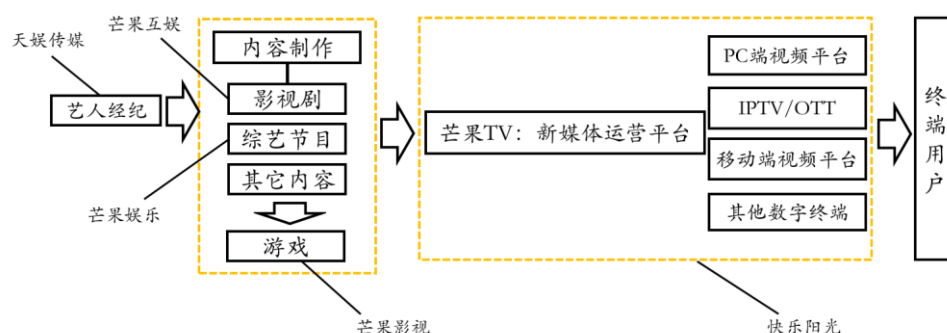 天娱传媒
芒果互娱
艺人经纪
内容制作
影视剧
综艺节目
其它内容
游戏
芒果娱乐
芒果影视
芒果TV：新媒体运营平台
PC端视频平台
IPTV/OTT
移动端视频平台
其他数字终端
快乐阳光
终端用户